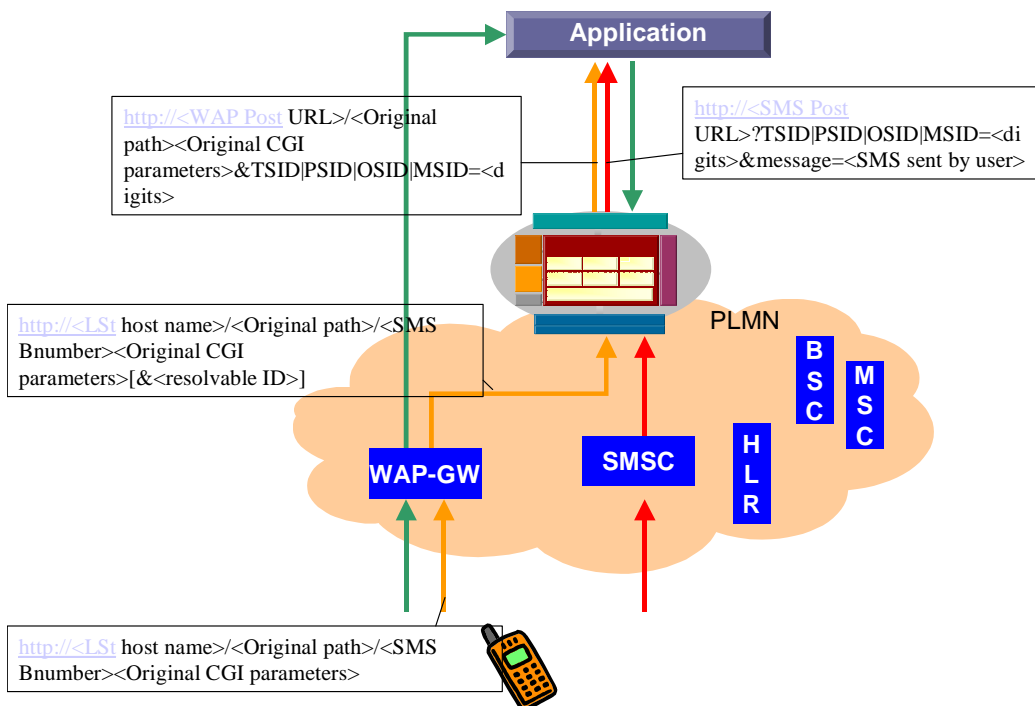 Application
http://<WAP Post URL>/<Original
path><Original CGI
parameters>&TSID|PSID|OSID|MSID=<d
igits>
http://<SMS Post
URL>?TSID|PSID|OSID|MSID=<di
gits>&message=<SMS sent by user>
http://<LSt host name>/<Original path>/<SMS
Bnumber><Original CGI
parameters>[&<resolvable ID>]
PLMN
BSC
MSC
HLR
WAP-GW
SMSC
http://<LSt host name>/<Original path>/<SMS
Bnumber><Original CGI parameters>